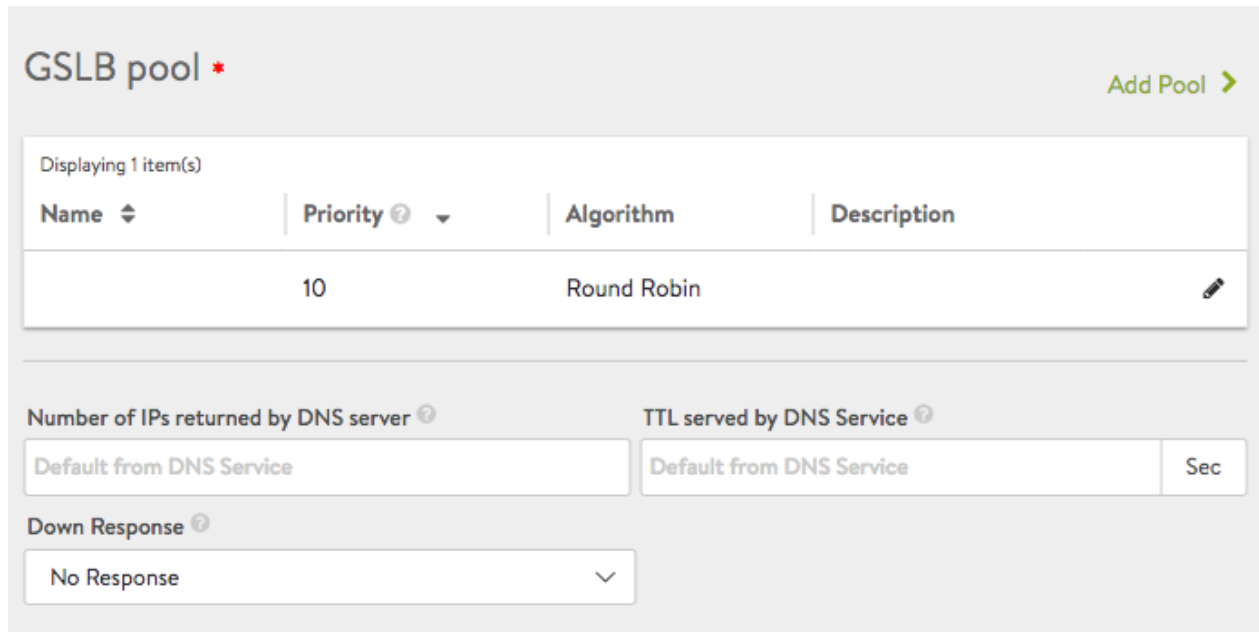 GSLB pool *
Add Pool
Displaying 1 item(s)
Name Priority Algorithm Description
10 Round Robin
Number of IPs returned by DNS server TTL served by DNS Service
Default from DNS Service Default from DNS Service Sec
Down Response
No Response